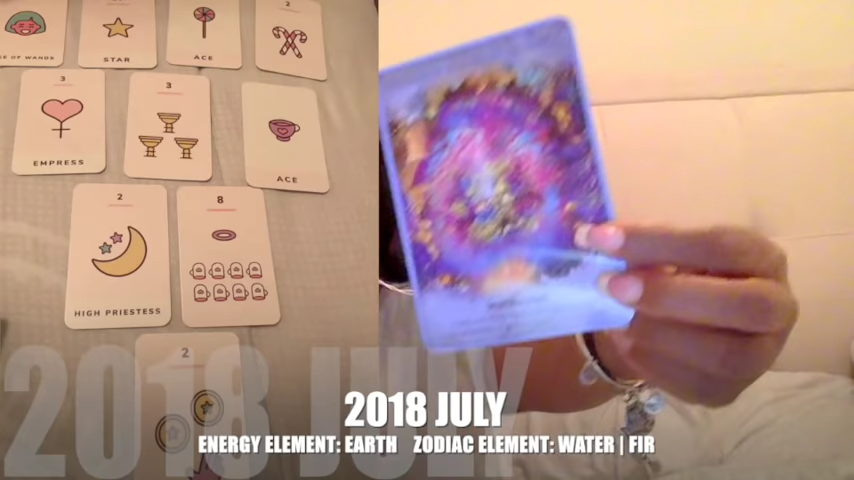 SE OF WANDS
STAR
ACE
2
3
EMPRESS
3
ACE
2
HIGH PRIESTESS
8
2
2018 JULY
2018 JULY
ENERGY ELEMENT: EARTH ZODIAC ELEMENT: WATER | FIR